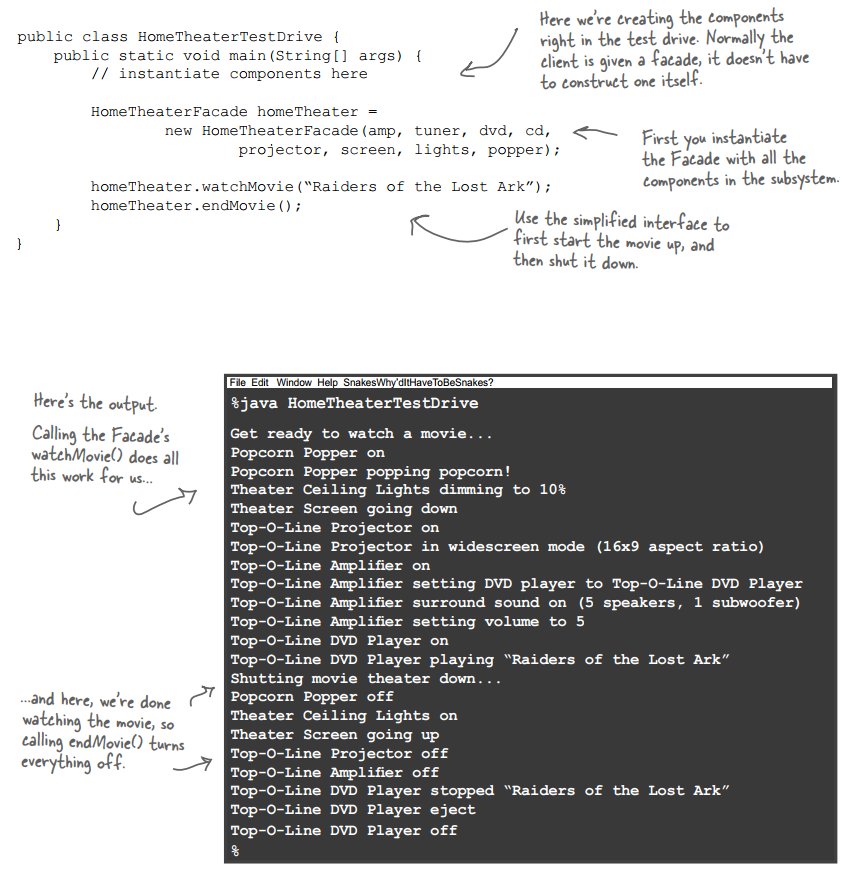 public class HomeTheaterTestDrive {
public static void main(String[] args) {
// instantiate components here
HomeTheaterFacade homeTheater =
new HomeTheaterFacade(amp, tuner, dvd, cd,
projector, screen, lights, popper);
homeTheater.watchMovie(“Raiders of the Lost Ark”);
homeTheater.endMovie();
}
}
Here we’re creating the components
right in the test drive. Normally the
client is given a facade, it doesn’t have
to construct one itself.
First you instantiate
the Facade with all the
components in the subsystem.
Use the simplified interface to
first start the movie up, and
then shut it down.
Here’s the output.
Calling the Facade’s
watchMovie() does all
this work for us...
...and here, we’re done
watching the movie, so
calling endMovie() turns
everything off.
File Edit Window Help SnakesWhy'dItHaveToBeSnakes?
%java HomeTheaterTestDrive
Get ready to watch a movie...
Popcorn Popper on
Popcorn Popper popping popcorn!
Theater Ceiling Lights dimming to 10%
Theater Screen going down
Top-O-Line Projector on
Top-O-Line Projector in widescreen mode (16x9 aspect ratio)
Top-O-Line Amplifier on
Top-O-Line Amplifier setting DVD player to Top-O-Line DVD Player
Top-O-Line Amplifier surround sound on (5 speakers, 1 subwoofer)
Top-O-Line Amplifier setting volume to 5
Top-O-Line DVD Player on
Top-O-Line DVD Player playing “Raiders of the Lost Ark”
Shutting movie theater down...
Popcorn Popper off
Theater Ceiling Lights on
Theater Screen going up
Top-O-Line Projector off
Top-O-Line Amplifier off
Top-O-Line DVD Player stopped “Raiders of the Lost Ark”
Top-O-Line DVD Player eject
Top-O-Line DVD Player off
%